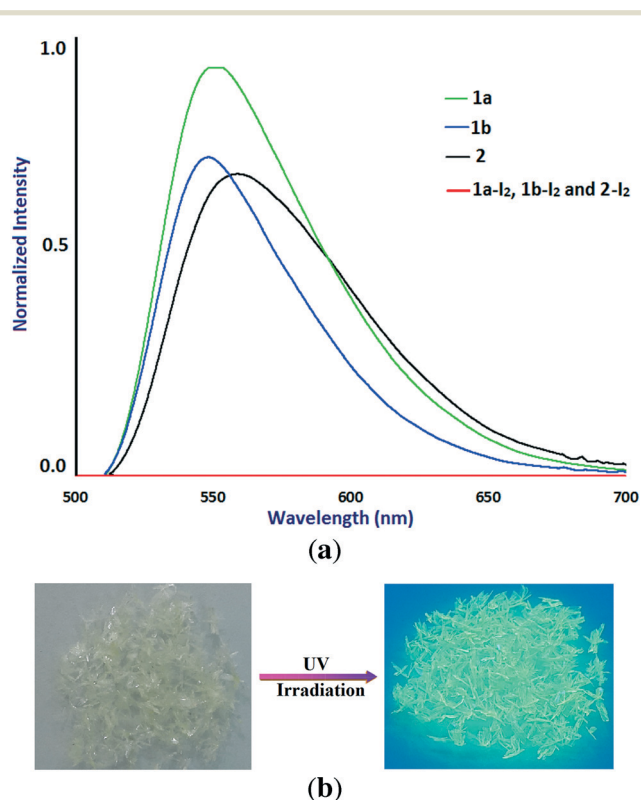 1.0
0.5
0.0
Normalized Intensity
1a
1b
2
1a-I₂, 1b-I₂ and 2-I₂
500 550 600 650 700
Wavelength (nm)
(a)
UV
Irradiation
(b)